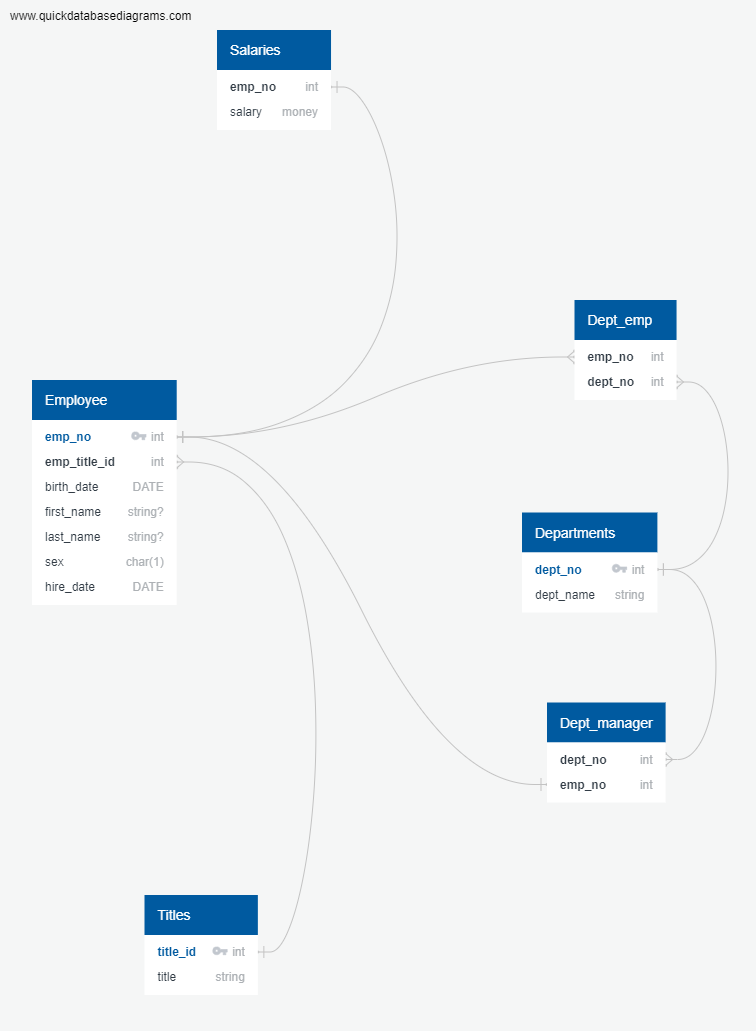 www.quickdatabasediagrams.com
Salaries
emp_no int
salary money
Dept_emp
emp_no int
dept_no int
Employee
emp_no int
emp_title_id int
birth_date DATE
first_name string?
last_name string?
sex char(1)
hire_date DATE
Departments
dept_no int
dept_name string
Dept_manager
dept_no int
emp_no int
Titles
title_id int
title string